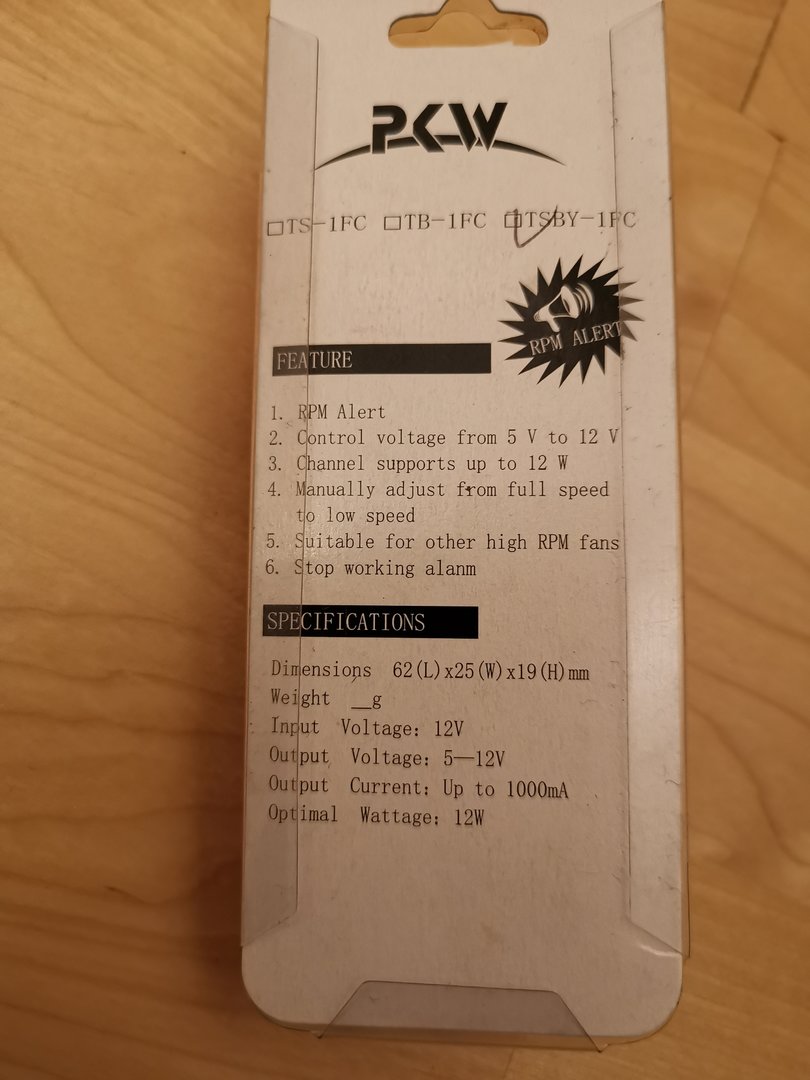 PCW
□TS-1FC □TB-1FC □TSBY-1FC
RPM ALERT
FEATURE
1. RPM Alert
2. Control voltage from 5 V to 12 V
3. Channel supports up to 12 W
4. Manually adjust from full speed
to low speed
5. Suitable for other high RPM fans
6. Stop working alanm
SPECIFICATIONS
Dimensions 62(L)x25(W)x19(H)mm
Weight __g
Input Voltage: 12V
Output Voltage: 5—12V
Output Current: Up to 1000mA
Optimal Wattage: 12W